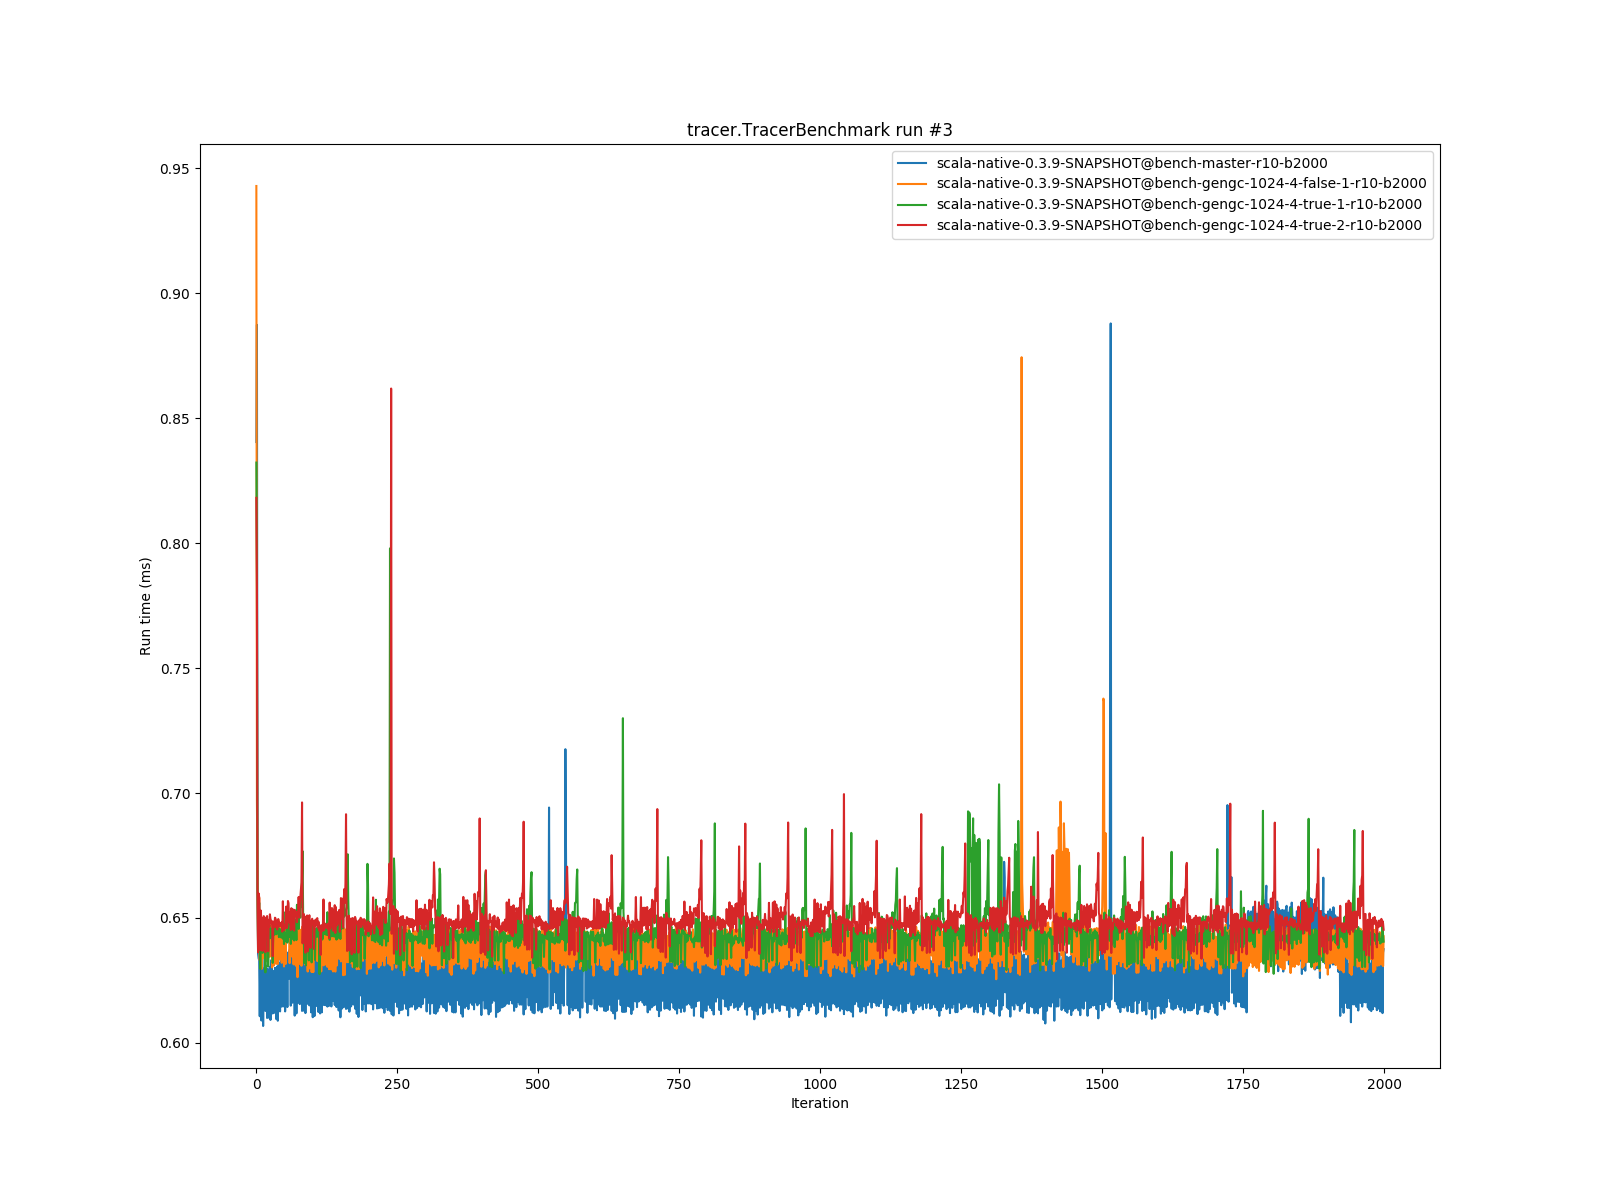 tracer.TracerBenchmark run #3
scala-native-0.3.9-SNAPSHOT@bench-master-r10-b2000
scala-native-0.3.9-SNAPSHOT@bench-gengc-1024-4-false-1-r10-b2000
scala-native-0.3.9-SNAPSHOT@bench-gengc-1024-4-true-1-r10-b2000
scala-native-0.3.9-SNAPSHOT@bench-gengc-1024-4-true-2-r10-b2000
0.95
0.90
0.85
0.80
0.75
0.70
0.65
0.60
Run time (ms)
0 250 500 750 1000 1250 1500 1750 2000
Iteration